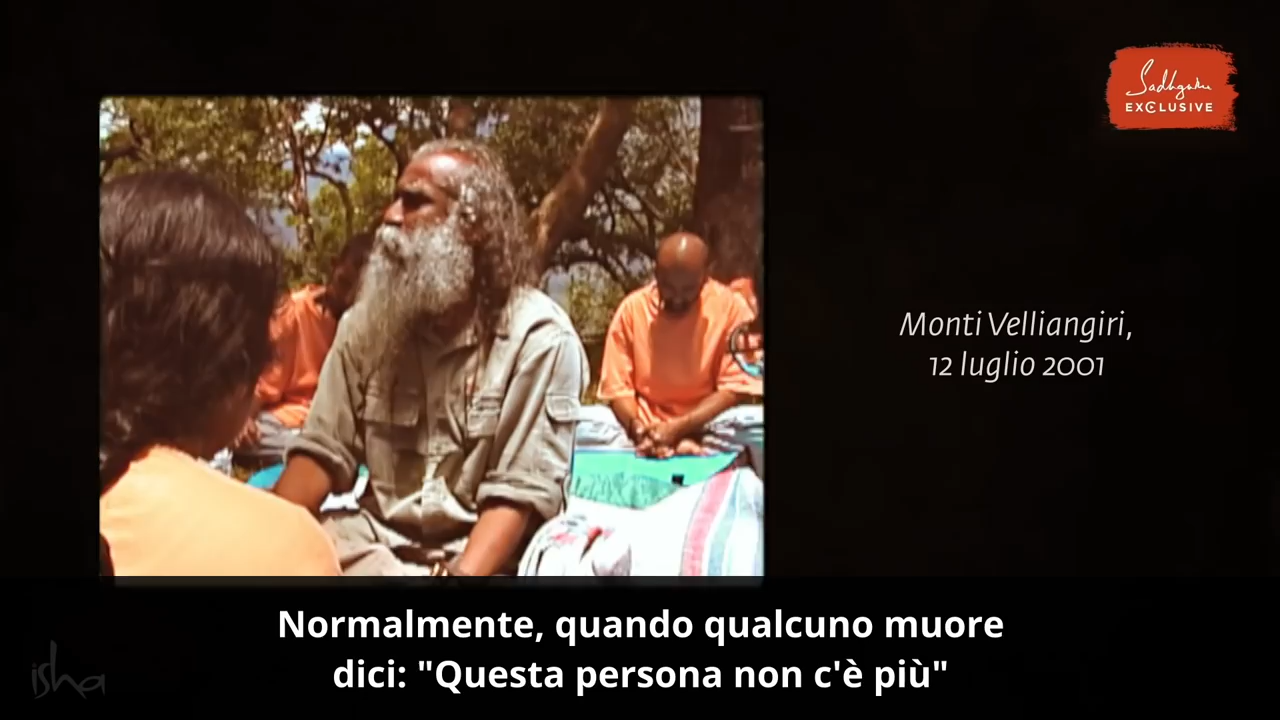 Sadhguru
EXCLUSIVE
Monti Velliangiri,
12 luglio 2001
Normalmente, quando qualcuno muore
dici: "Questa persona non c'è più"
isha